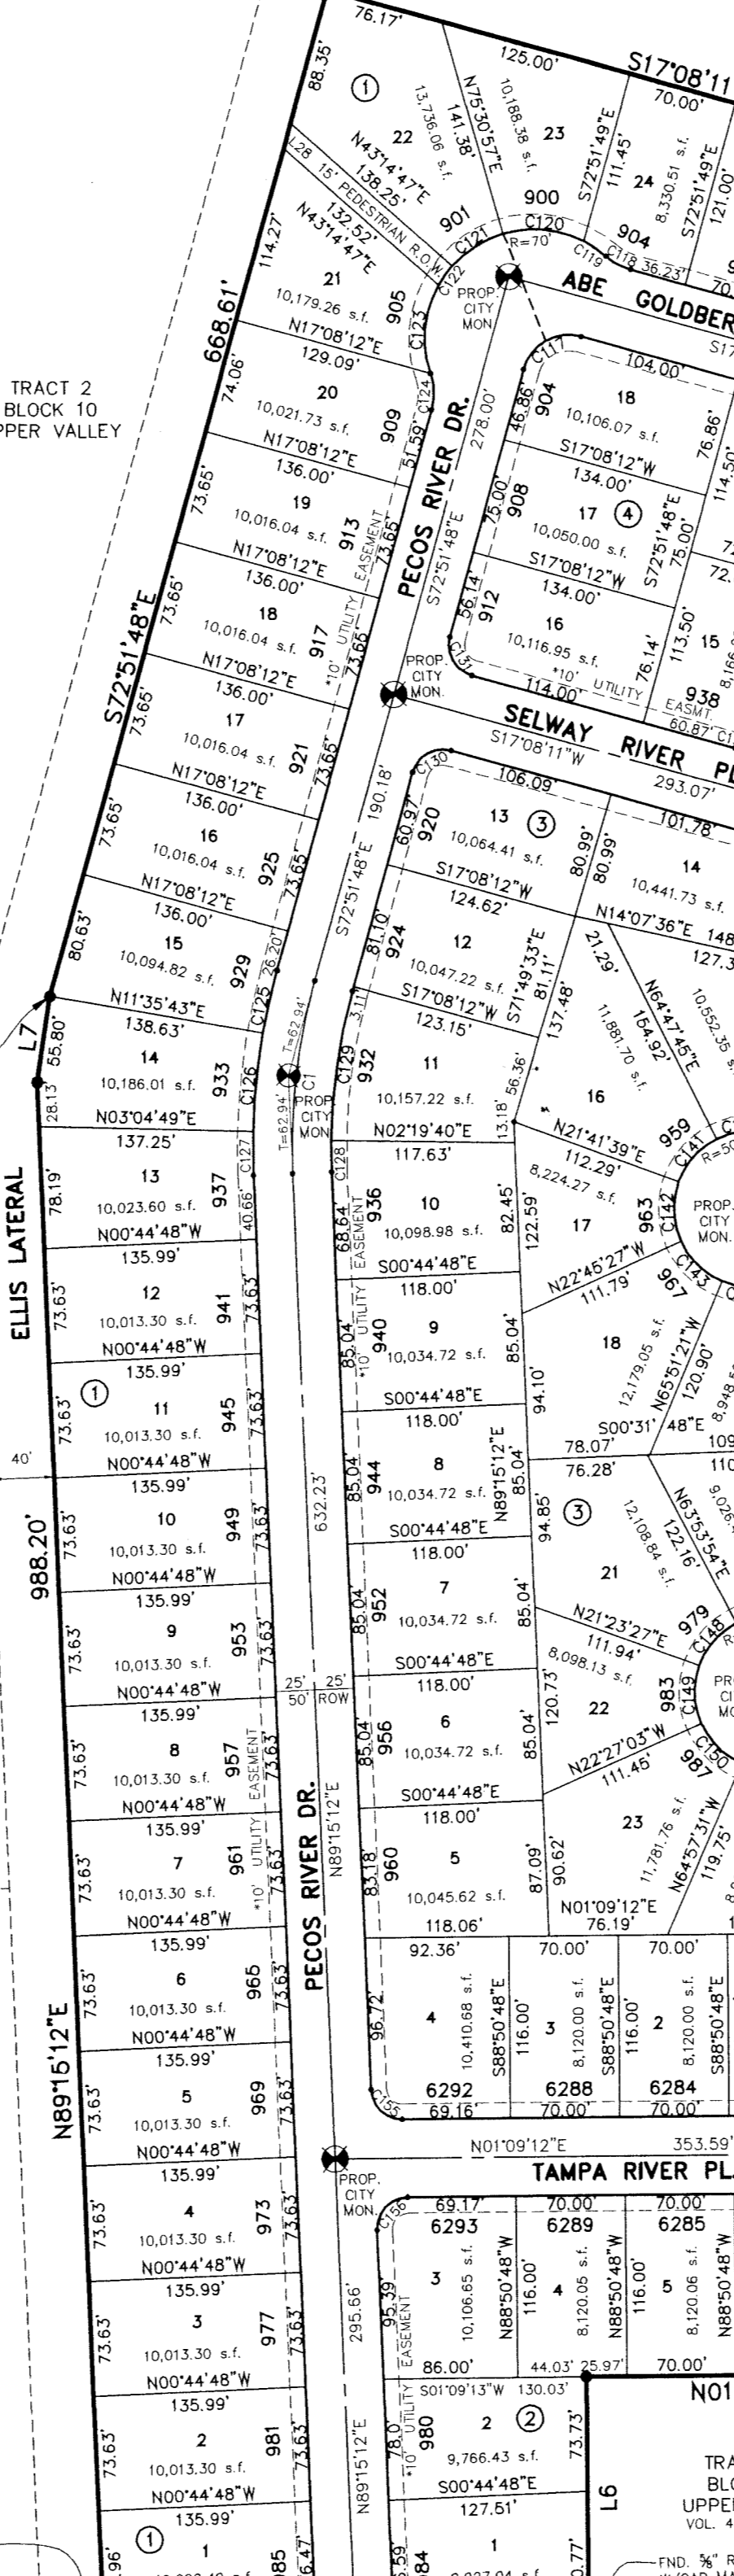 76.17'
125.00'
S17°08'11
70.00'
88.35'
1
22
13,736.06 s.f.
N75°30'57"E
141.38'
10,188.38 s.f.
23
S72°51'49"E
111.45'
24
8,330.51 s.f.
S72°51'49"E
121.00'
L28 15' PEDESTRIAN R.O.W.
N43°14'47"E
138.25'
132.52'
N43°14'47"E
901
900
904
C121
C120
R=70'
C119
C118
36.23'
C122
C123
C124
114.27'
668.61'
21
10,179.26 s.f.
905
N17°08'12"E
129.09'
PROP.
CITY
MON.
ABE GOLDBER
S17
TRACT 2
BLOCK 10
PPER VALLEY
74.06'
20
10,021.73 s.f.
909
51.59'
N17°08'12"E
136.00'
PECOS RIVER DR.
278.00'
S72°51'48"E
C117
104.00'
46.86'
904
18
10,106.07 s.f.
76.86'
S17°08'12"W
134.00'
114.50'
73.65'
19
10,016.04 s.f.
913
*10' UTILITY EASEMENT
73.65'
N17°08'12"E
136.00'
75.00'
908
17
4
10,050.00 s.f.
S72°51'48"E
75.00'
S17°08'12"W
134.00'
72.
73.65'
18
10,016.04 s.f.
917
73.65'
N17°08'12"E
136.00'
56.14'
912
16
10,116.95 s.f.
76.14'
113.50'
15
938
*10' UTILITY EASMT.
114.00'
60.87'
S72°51'48"E
PROP.
CITY
MON.
SELWAY RIVER PL
S17°08'11"W
293.07'
73.65'
17
10,016.04 s.f.
921
73.65'
N17°08'12"E
136.00'
C130
106.09'
190.18'
S72°51'48"E
60.97'
920
13
3
10,064.41 s.f.
80.99'
80.99'
101.78'
14
10,441.73 s.f.
S17°08'12"W
124.62'
N14°07'36"E
148
127.3
73.65'
16
10,016.04 s.f.
925
73.65'
N17°08'12"E
136.00'
81.10'
924
12
10,047.22 s.f.
S71°49'33"E
81.11'
137.48'
21.29'
N64°47'45"E
154.92'
11,881.70 s.f.
10,552.35 s.f.
S17°08'12"W
123.15'
80.63'
15
10,094.82 s.f.
929
26.20'
C125
N11°35'43"E
138.63'
T=62.94'
3.11'
C129
932
11
10,157.22 s.f.
56.36'
13.18'
N02°19'40"E
117.63'
L7
55.80'
28.13'
14
10,186.01 s.f.
933
C126
N03°04'49"E
137.25'
C1
PROP.
CITY
MON.
T=62.94'
16
N21°41'39"E
112.29'
959
C141
R=50
8,224.27 s.f.
17
963
C142
PROP.
CITY
MON.
ELLIS LATERAL
78.19'
13
10,023.60 s.f.
937
C127
40.66'
N00°44'48"W
135.99'
C128
68.64'
936
10
10,098.98 s.f.
82.45'
122.59'
S00°44'48"E
118.00'
N22°45'27"W
111.79'
967
C143
73.63'
12
10,013.30 s.f.
941
73.63'
N00°44'48"W
135.99'
*10' UTILITY EASEMENT
85.04'
940
9
10,034.72 s.f.
85.04'
S00°44'48"E
118.00'
94.10'
18
12,179.05 s.f.
N65°51'21"W
120.90'
S00°31'48"E
78.07'
109
73.63'
1
11
10,013.30 s.f.
945
73.63'
N00°44'48"W
135.99'
40'
85.04'
944
8
10,034.72 s.f.
N89°15'12"E
85.04'
S00°44'48"E
118.00'
76.28'
110
3
94.85'
12,108.84 s.f.
N63°53'54"E
122.16'
988.20'
632.23'
73.63'
10
10,013.30 s.f.
949
73.63'
N00°44'48"W
135.99'
85.04'
952
7
10,034.72 s.f.
85.04'
S00°44'48"E
118.00'
21
N21°23'27"E
111.94'
979
C148
73.63'
9
10,013.30 s.f.
953
73.63'
N00°44'48"W
135.99'
25' 25'
50' ROW
8,098.13 s.f.
22
120.73'
983
C149
85.04'
956
6
10,034.72 s.f.
85.04'
S00°44'48"E
118.00'
N22°27'03"W
111.45'
987
C150
73.63'
8
10,013.30 s.f.
957
73.63'
N00°44'48"W
135.99'
*10' UTILITY EASEMENT
PECOS RIVER DR.
N89°15'12"E
83.18'
960
5
10,045.62 s.f.
87.09'
90.62'
118.06'
23
11,781.76 s.f.
N64°57'31"W
119.75'
N01°09'12"E
76.19'
73.63'
7
10,013.30 s.f.
961
73.63'
N00°44'48"W
135.99'
92.36'
70.00'
70.00'
73.63'
6
10,013.30 s.f.
965
73.63'
N00°44'48"W
135.99'
96.72'
4
10,410.68 s.f.
S88°50'48"E
116.00'
3
8,120.00 s.f.
S88°50'48"E
116.00'
2
8,120.00 s.f.
S88°50'48"E
N89°15'12"E
73.63'
5
10,013.30 s.f.
969
73.63'
N00°44'48"W
135.99'
6292
6288
6284
C155
69.16'
70.00'
70.00'
N01°09'12"E
353.59'
TAMPA RIVER PL.
PROP.
CITY
MON.
73.63'
4
10,013.30 s.f.
973
73.63'
N00°44'48"W
135.99'
C156
69.17'
70.00'
70.00'
6293
6289
6285
3
10,106.65 s.f.
N88°50'48"W
116.00'
4
8,120.05 s.f.
N88°50'48"W
116.00'
5
8,120.06 s.f.
N88°50'48"W
95.39'
295.66'
73.63'
3
10,013.30 s.f.
977
73.63'
N00°44'48"W
135.99'
86.00'
44.03'
25.97'
70.00'
S01°09'13"W
130.03'
N01
*10' UTILITY EASEMENT
78.0'
980
2
2
9,766.43 s.f.
73.73'
S00°44'48"E
127.51'
73.63'
2
10,013.30 s.f.
981
73.63'
N00°44'48"W
135.99'
N89°15'12"E
L6
TRA
BLO
UPPER
VOL. 4
1
1
985
1
FND. 5/8" R